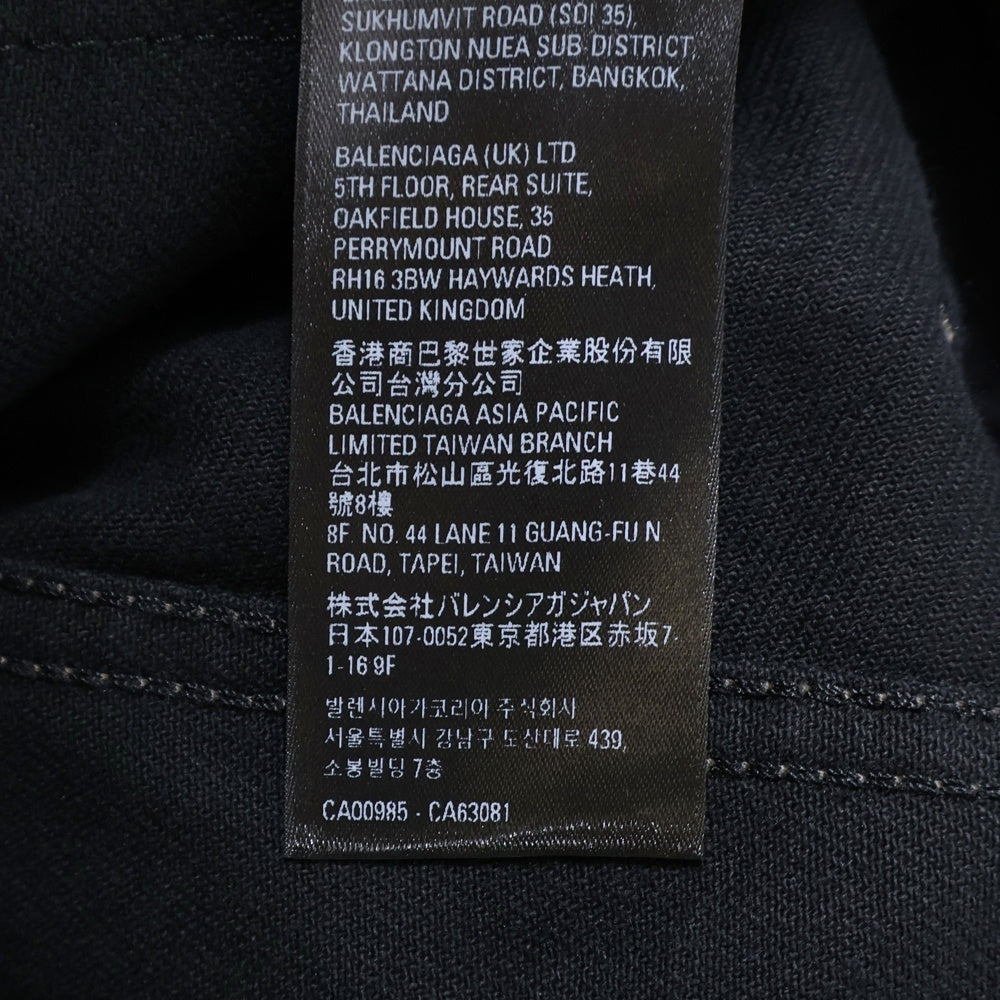 SUKHUMVIT ROAD (SOI 35),
KLONGTON NUEA SUB-DISTRICT,
WATTANA DISTRICT, BANGKOK,
THAILAND
BALENCIAGA (UK) LTD
5TH FLOOR, REAR SUITE,
OAKFIELD HOUSE, 35
PERRYMOUNT ROAD
RH16 3BW HAYWARDS HEATH,
UNITED KINGDOM
香港商巴黎世家企業股份有限
公司台灣分公司
BALENCIAGA ASIA PACIFIC
LIMITED TAIWAN BRANCH
台北市松山區光復北路11巷44
號8樓
8F. NO. 44 LANE 11 GUANG-FU N
ROAD, TAPEI, TAIWAN
株式会社バレンシアガジャパン
日本107-0052東京都港区赤坂7-
1-16 9F
발렌시아가코리아 주식회사
서울특별시 강남구 도산대로 439,
소봉빌딩 7층
CA00985 - CA63081